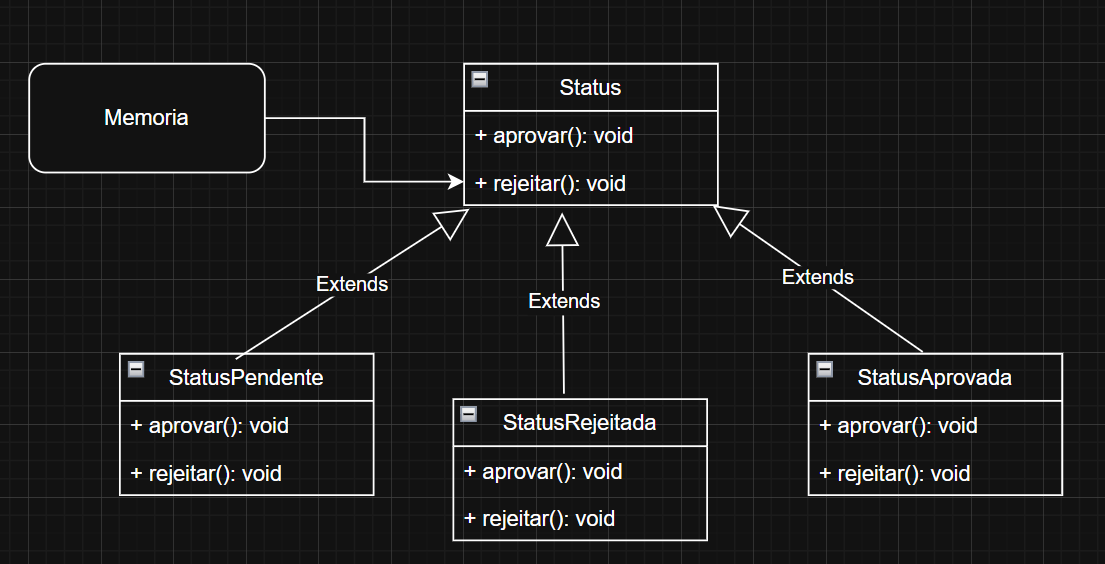 Memoria
Status
+ aprovar(): void
+ rejeitar(): void
Extends
Extends
Extends
StatusPendente
+ aprovar(): void
+ rejeitar(): void
StatusRejeitada
+ aprovar(): void
+ rejeitar(): void
StatusAprovada
+ aprovar(): void
+ rejeitar(): void